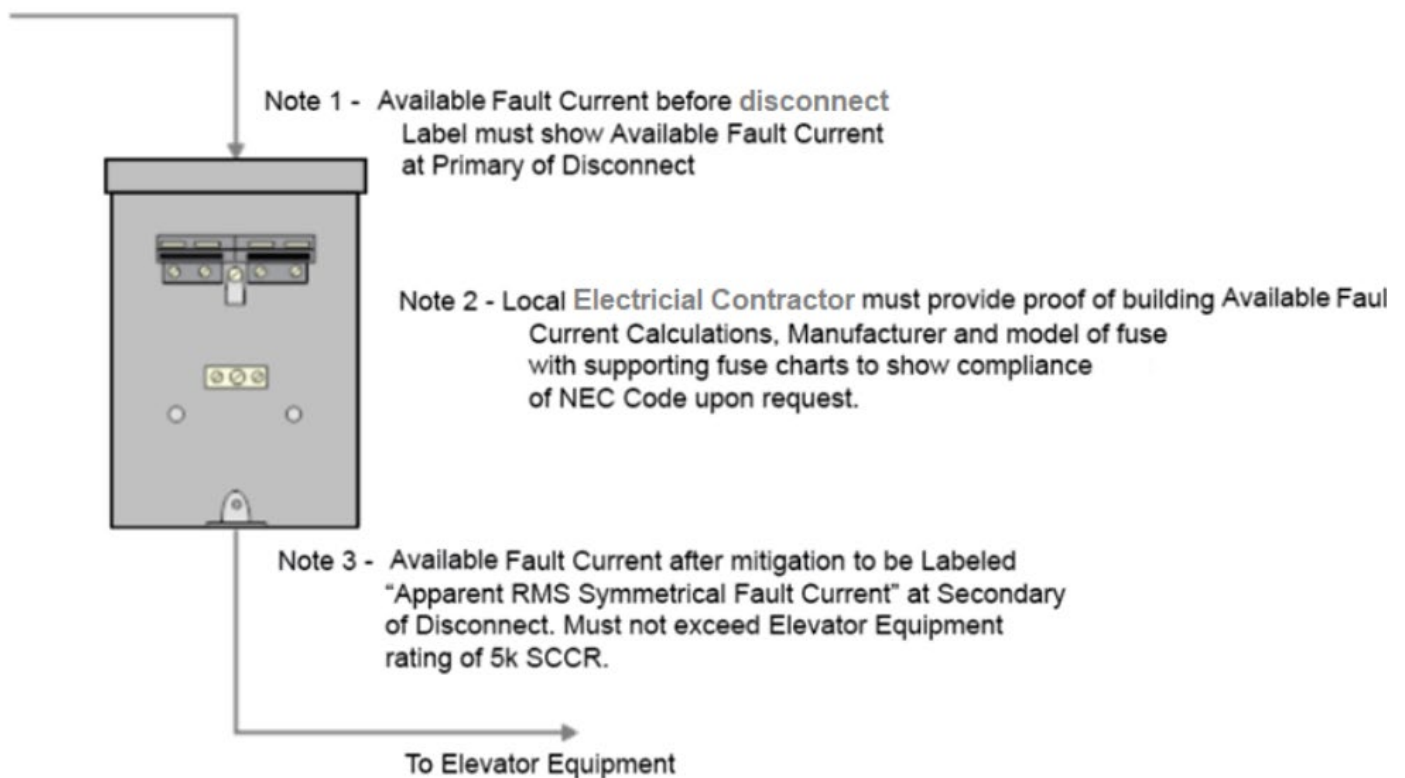 Note 1 - Available Fault Current before disconnect
Label must show Available Fault Current
at Primary of Disconnect
Note 2 - Local Electricial Contractor must provide proof of building Available Faul
Current Calculations, Manufacturer and model of fuse
with supporting fuse charts to show compliance
of NEC Code upon request.
Note 3 - Available Fault Current after mitigation to be Labeled
“Apparent RMS Symmetrical Fault Current” at Secondary
of Disconnect. Must not exceed Elevator Equipment
rating of 5k SCCR.
To Elevator Equipment